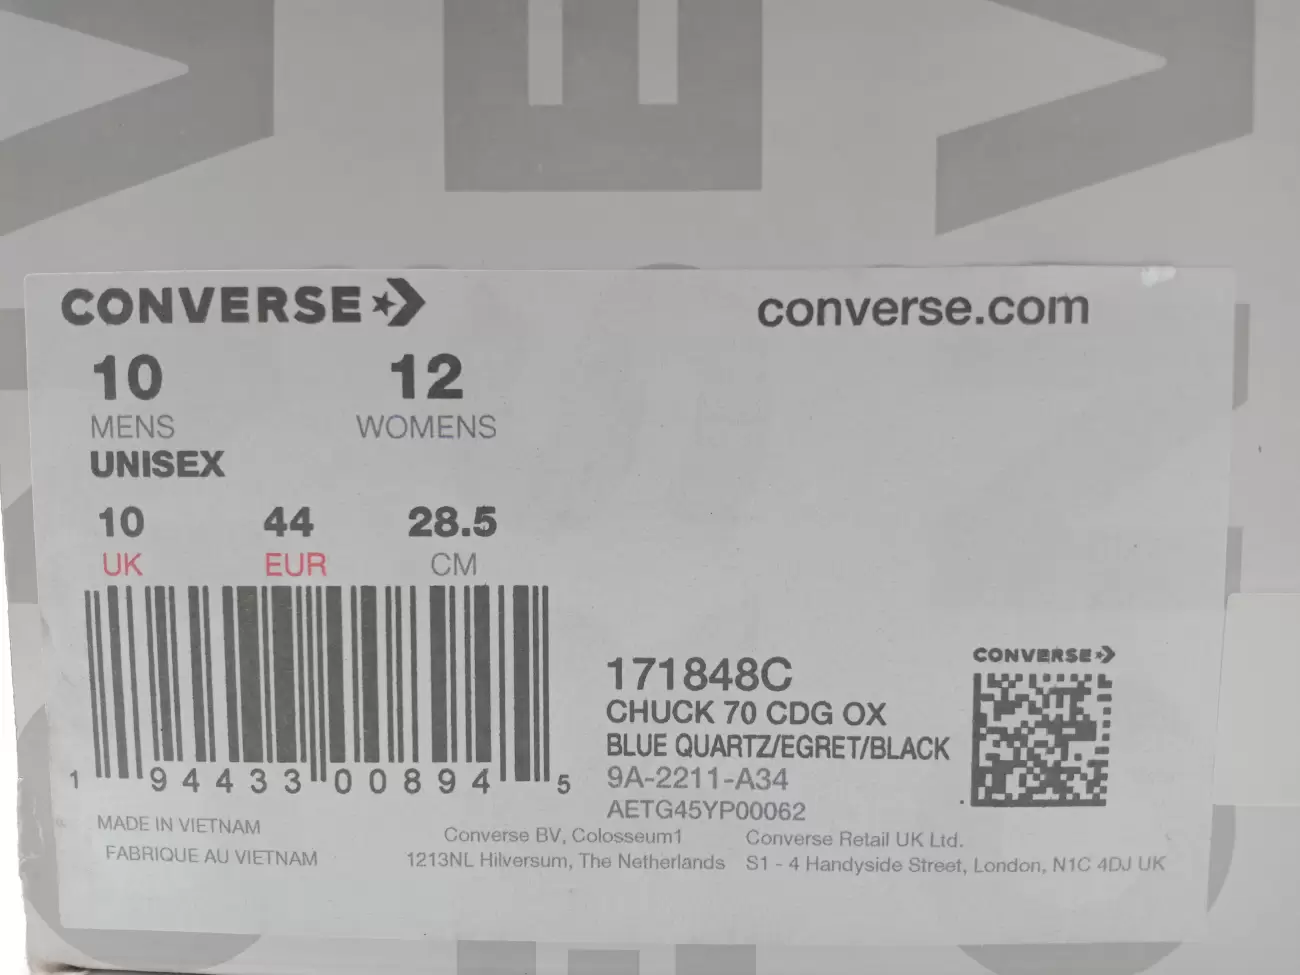 CONVERSE
converse.com
10 12
MENS WOMENS
UNISEX
10 44 28.5
UK EUR CM
1 94433 00894 5
171848C
CHUCK 70 CDG OX
BLUE QUARTZ/EGRET/BLACK
9A-2211-A34
AETG45YP00062
CONVERSE
MADE IN VIETNAM
FABRIQUE AU VIETNAM
Converse BV, Colosseum1
1213NL Hilversum, The Netherlands
Converse Retail UK Ltd.
S1 - 4 Handyside Street, London, N1C 4DJ UK